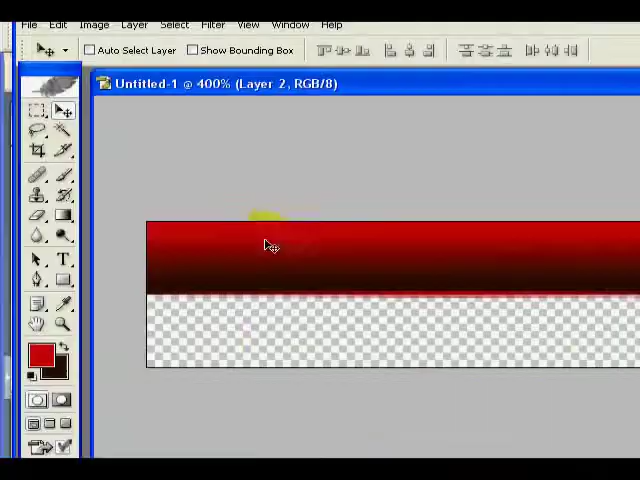 File Edit Image Layer Select Filter View Window Help
Auto Select Layer Show Bounding Box
Untitled-1 @ 400% (Layer 2, RGB/8)
T